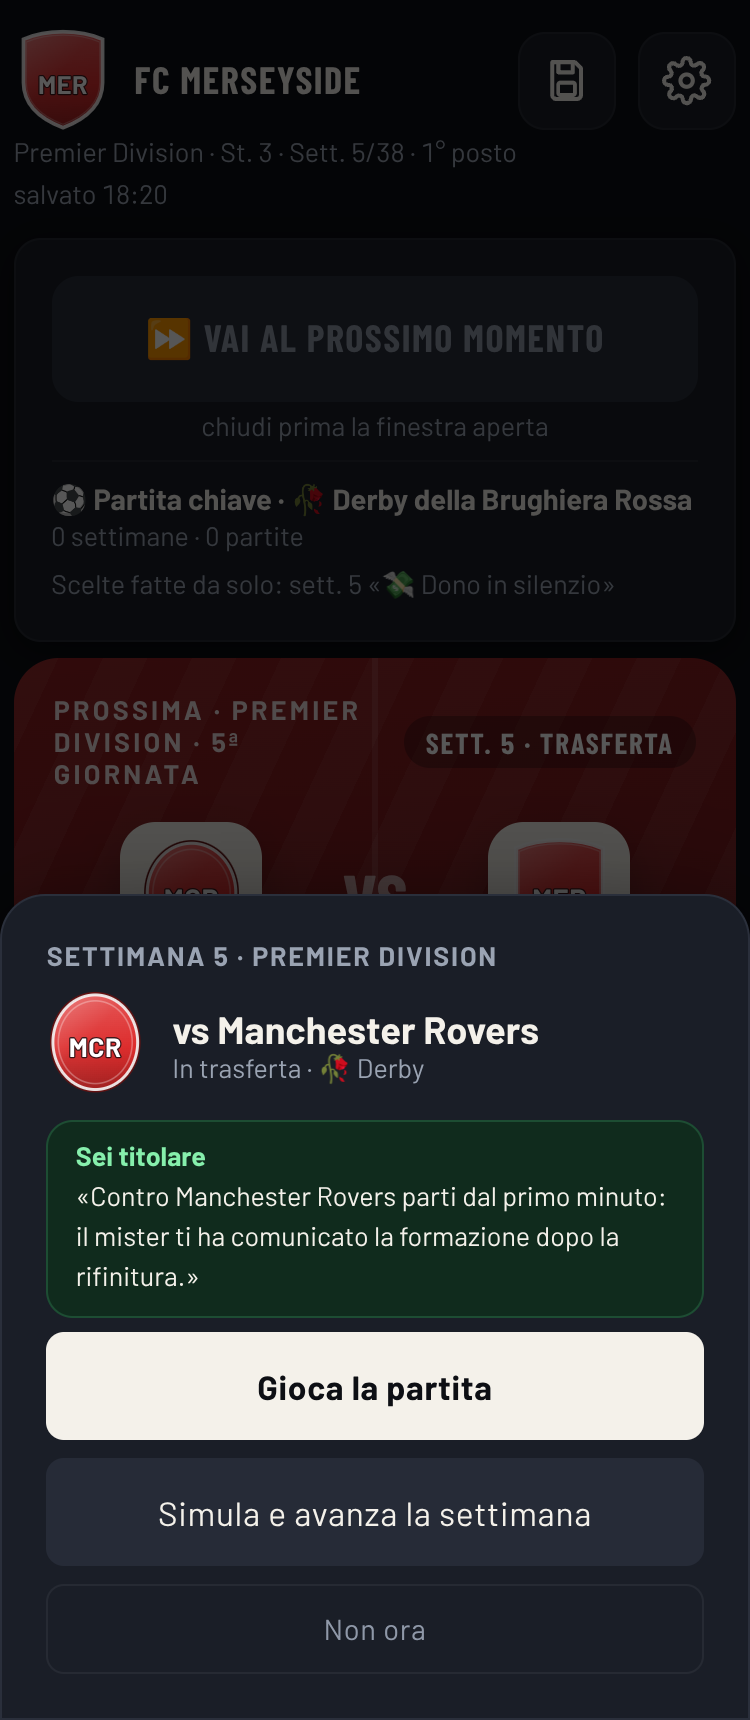 MER
FC MERSEYSIDE
Premier Division · St. 3 · Sett. 5/38 · 1° posto
salvato 18:20
VAI AL PROSSIMO MOMENTO
chiudi prima la finestra aperta
Partita chiave · 🥀 Derby della Brughiera Rossa
0 settimane · 0 partite
Scelte fatte da solo: sett. 5 «💸 Dono in silenzio»
PROSSIMA · PREMIER
DIVISION · 5ª
GIORNATA
SETT. 5 · TRASFERTA
MCR
VS
MER
SETTIMANA 5 · PREMIER DIVISION
MCR
vs Manchester Rovers
In trasferta · 🥀 Derby
Sei titolare
«Contro Manchester Rovers parti dal primo minuto:
il mister ti ha comunicato la formazione dopo la
rifinitura.»
Gioca la partita
Simula e avanza la settimana
Non ora